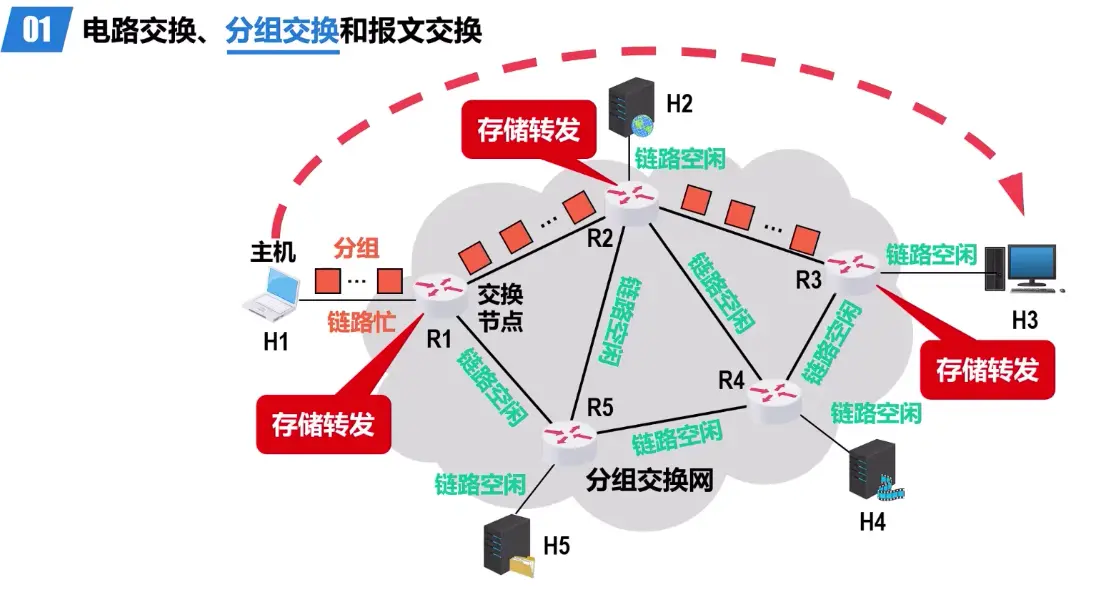 01 电路交换、分组交换和报文交换
H2
存储转发
链路空闲
R2
主机
分组
...
...
...
链路忙
H1
R1
交换
节点
R3
链路空闲
H3
链路空闲
链路空闲
链路空闲
链路空闲
存储转发
存储转发
R4
R5
链路空闲
链路空闲
链路空闲
分组交换网
H4
H5